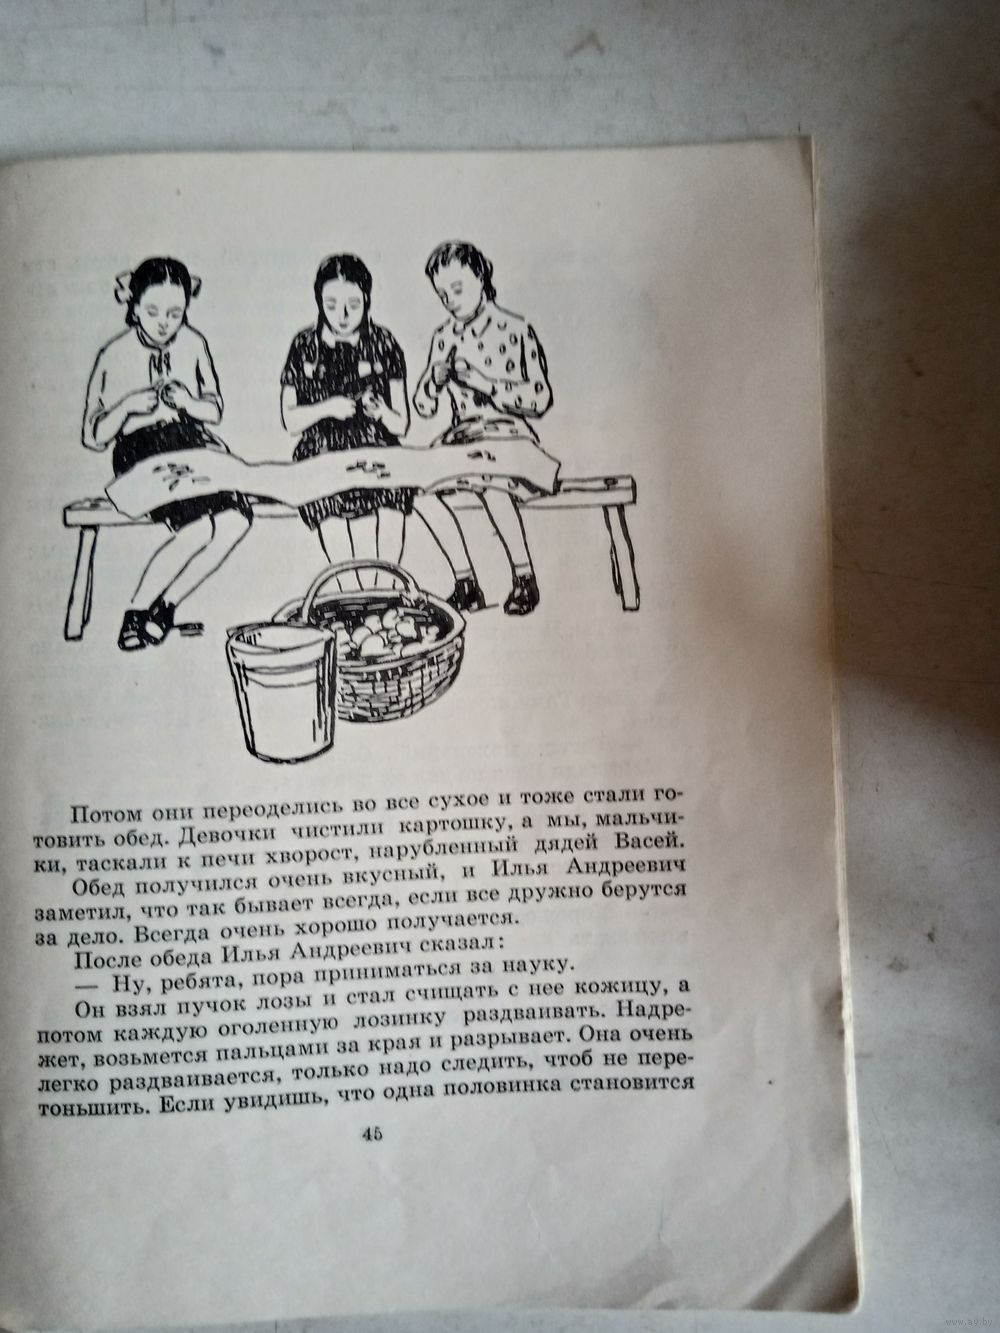 Потом они переоделись во все сухое и тоже стали го-
товить обед. Девочки чистили картошку, а мы, мальчи-
ки, таскали к печи хворост, нарубленный дядей Васей.
Обед получился очень вкусный, и Илья Андреевич
заметил, что так бывает всегда, если все дружно берутся
за дело. Всегда очень хорошо получается.
После обеда Илья Андреевич сказал:
— Ну, ребята, пора приниматься за науку.
Он взял пучок лозы и стал счищать с нее кожицу, а
потом каждую оголенную лозинку раздваивать. Надре-
жет, возьмется пальцами за края и разрывает. Она очень
легко раздваивается, только надо следить, чтоб не пере-
тоньшить. Если увидишь, что одна половинка становится
45
www.ay.by